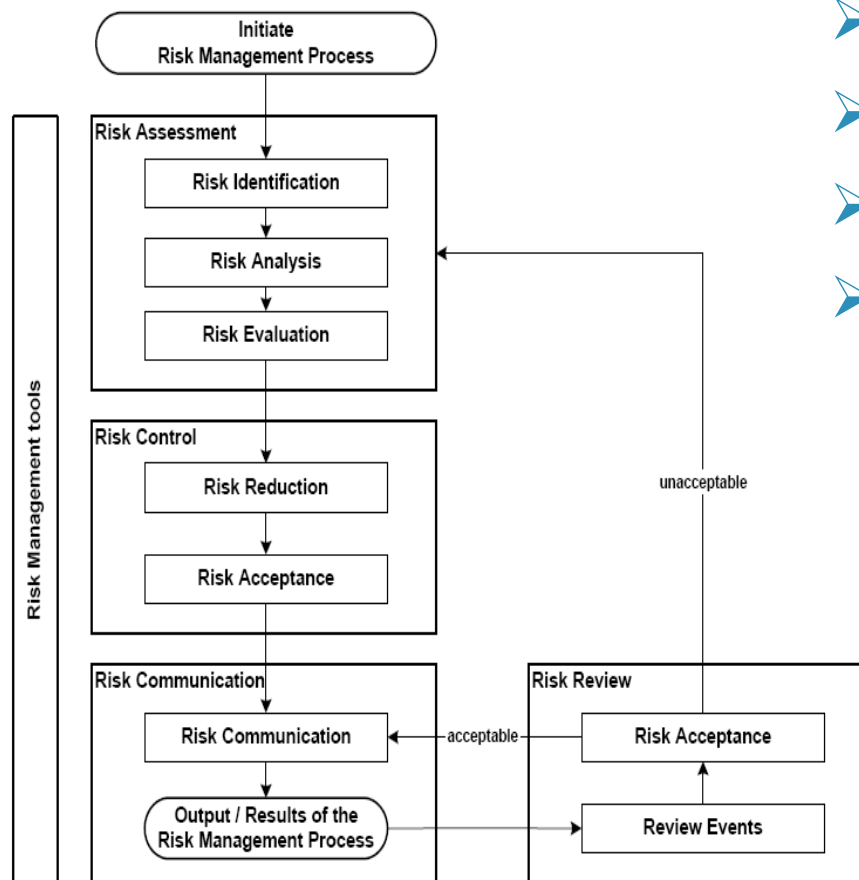 Initiate
Risk Management Process
Risk Management tools
Risk Assessment
Risk Identification
Risk Analysis
Risk Evaluation
Risk Control
Risk Reduction
Risk Acceptance
unacceptable
Risk Communication
Risk Communication
acceptable
Output / Results of the
Risk Management Process
Risk Review
Risk Acceptance
Review Events